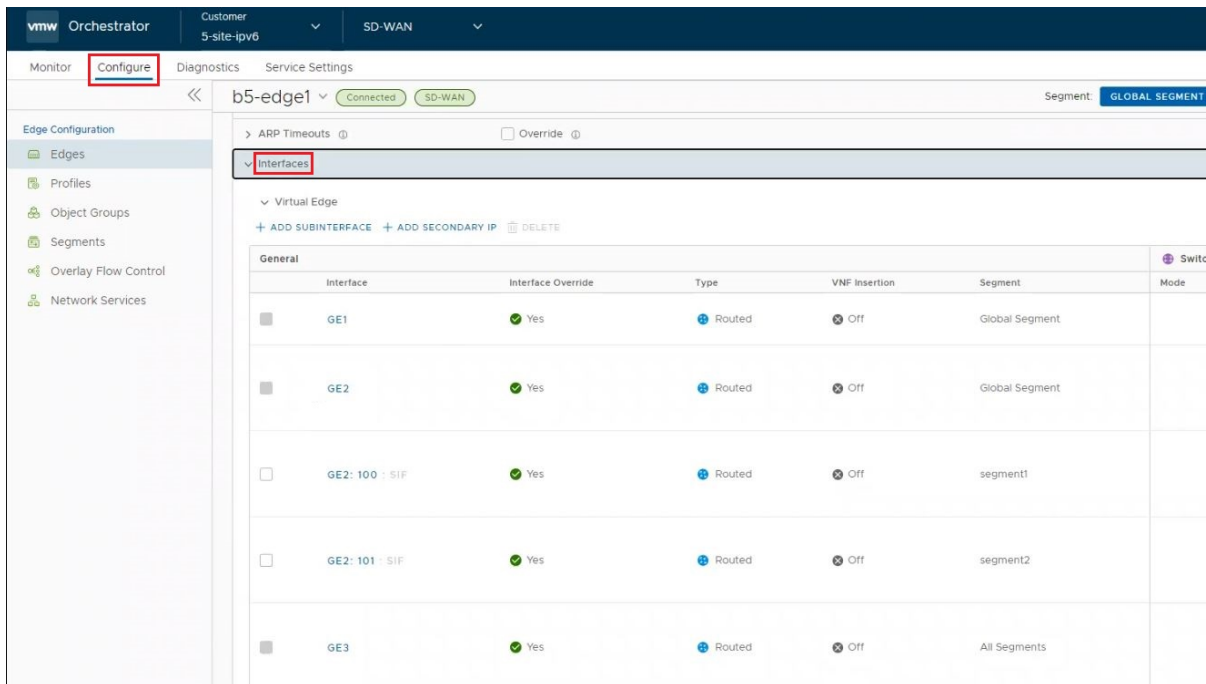 vmw Orchestrator
Customer
5-site-ipv6
SD-WAN
Monitor Configure Diagnostics Service Settings
b5-edge1 Connected SD-WAN Segment: GLOBAL SEGMENT
Edge Configuration
Edges
Profiles
Object Groups
Segments
Overlay Flow Control
Network Services
ARP Timeouts Override
Interfaces
Virtual Edge
+ ADD SUBINTERFACE + ADD SECONDARY IP DELETE
General Switc
Interface Interface Override Type VNF Insertion Segment Mode
GE1 Yes Routed Off Global Segment
GE2 Yes Routed Off Global Segment
GE2: 100 : SIF Yes Routed Off segment1
GE2: 101 : SIF Yes Routed Off segment2
GE3 Yes Routed Off All Segments